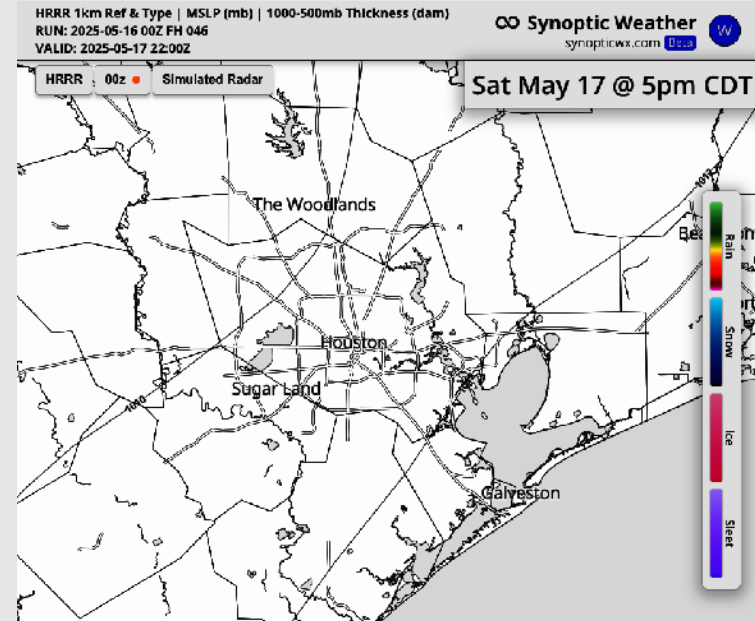 HRRR 1km Ref & Type | MSLP (mb) | 1000-500mb Thickness (dam)
RUN: 2025-05-16 00Z FH 046
VALID: 2025-05-17 22:00Z
Synoptic Weather
synopticwx.com Beta
W
HRRR
00z
Simulated Radar
Sat May 17 @ 5pm CDT
1012
The Woodlands
Rain
Snow
Houston
Sugar Land
1010
Ice
Galveston
Sleet